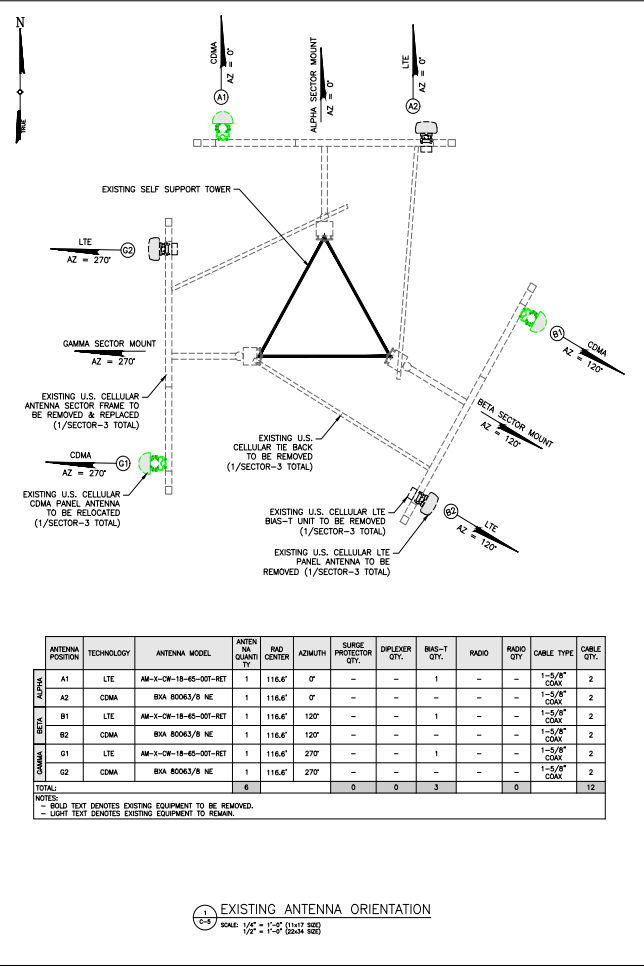 N
TRUE
CDMA
AZ = 0°
A1
ALPHA SECTOR MOUNT
AZ = 0°
LTE
AZ = 0°
A2
EXISTING SELF SUPPORT TOWER
LTE
AZ = 270°
G2
GAMMA SECTOR MOUNT
AZ = 270°
B1
CDMA
AZ = 120°
EXISTING U.S. CELLULAR
ANTENNA SECTOR FRAME TO
BE REMOVED & REPLACED
(1/SECTOR-3 TOTAL)
BETA SECTOR MOUNT
AZ = 120°
EXISTING U.S.
CELLULAR TIE BACK
TO BE REMOVED
(1/SECTOR-3 TOTAL)
CDMA
AZ = 270°
G1
EXISTING U.S. CELLULAR
CDMA PANEL ANTENNA
TO BE RELOCATED
(1/SECTOR-3 TOTAL)
EXISTING U.S. CELLULAR LTE
BIAS-T UNIT TO BE REMOVED
(1/SECTOR-3 TOTAL)
B2
LTE
AZ = 120°
EXISTING U.S. CELLULAR LTE
PANEL ANTENNA TO BE
REMOVED (1/SECTOR-3 TOTAL)
ANTENNA POSITION TECHNOLOGY ANTENNA MODEL ANTEN NA QUANTI TY RAD CENTER AZIMUTH SURGE PROTECTOR QTY. DIPLEXER QTY. BIAS-T QTY. RADIO RADIO QTY CABLE TYPE CABLE QTY.
ALPHA
A1 LTE AM-X-CW-18-65-00T-RET 1 116.6' 0° - - 1 - - 1-5/8" COAX 2
A2 CDMA BXA 80063/8 NE 1 116.6' 0° - - - - - 1-5/8" COAX 2
BETA
B1 LTE AM-X-CW-18-65-00T-RET 1 116.6' 120° - - 1 - - 1-5/8" COAX 2
B2 CDMA BXA 80063/8 NE 1 116.6' 120° - - - - - 1-5/8" COAX 2
GAMMA
G1 LTE AM-X-CW-18-65-00T-RET 1 116.6' 270° - - 1 - - 1-5/8" COAX 2
G2 CDMA BXA 80063/8 NE 1 116.6' 270° - - - - - 1-5/8" COAX 2
TOTAL: 6 0 0 3 0 12
NOTES:
- BOLD TEXT DENOTES EXISTING EQUIPMENT TO BE REMOVED.
- LIGHT TEXT DENOTES EXISTING EQUIPMENT TO REMAIN.
1
C-5
EXISTING ANTENNA ORIENTATION
SCALE: 1/4" = 1'-0" (11x17 SIZE)
1/2" = 1'-0" (22x34 SIZE)